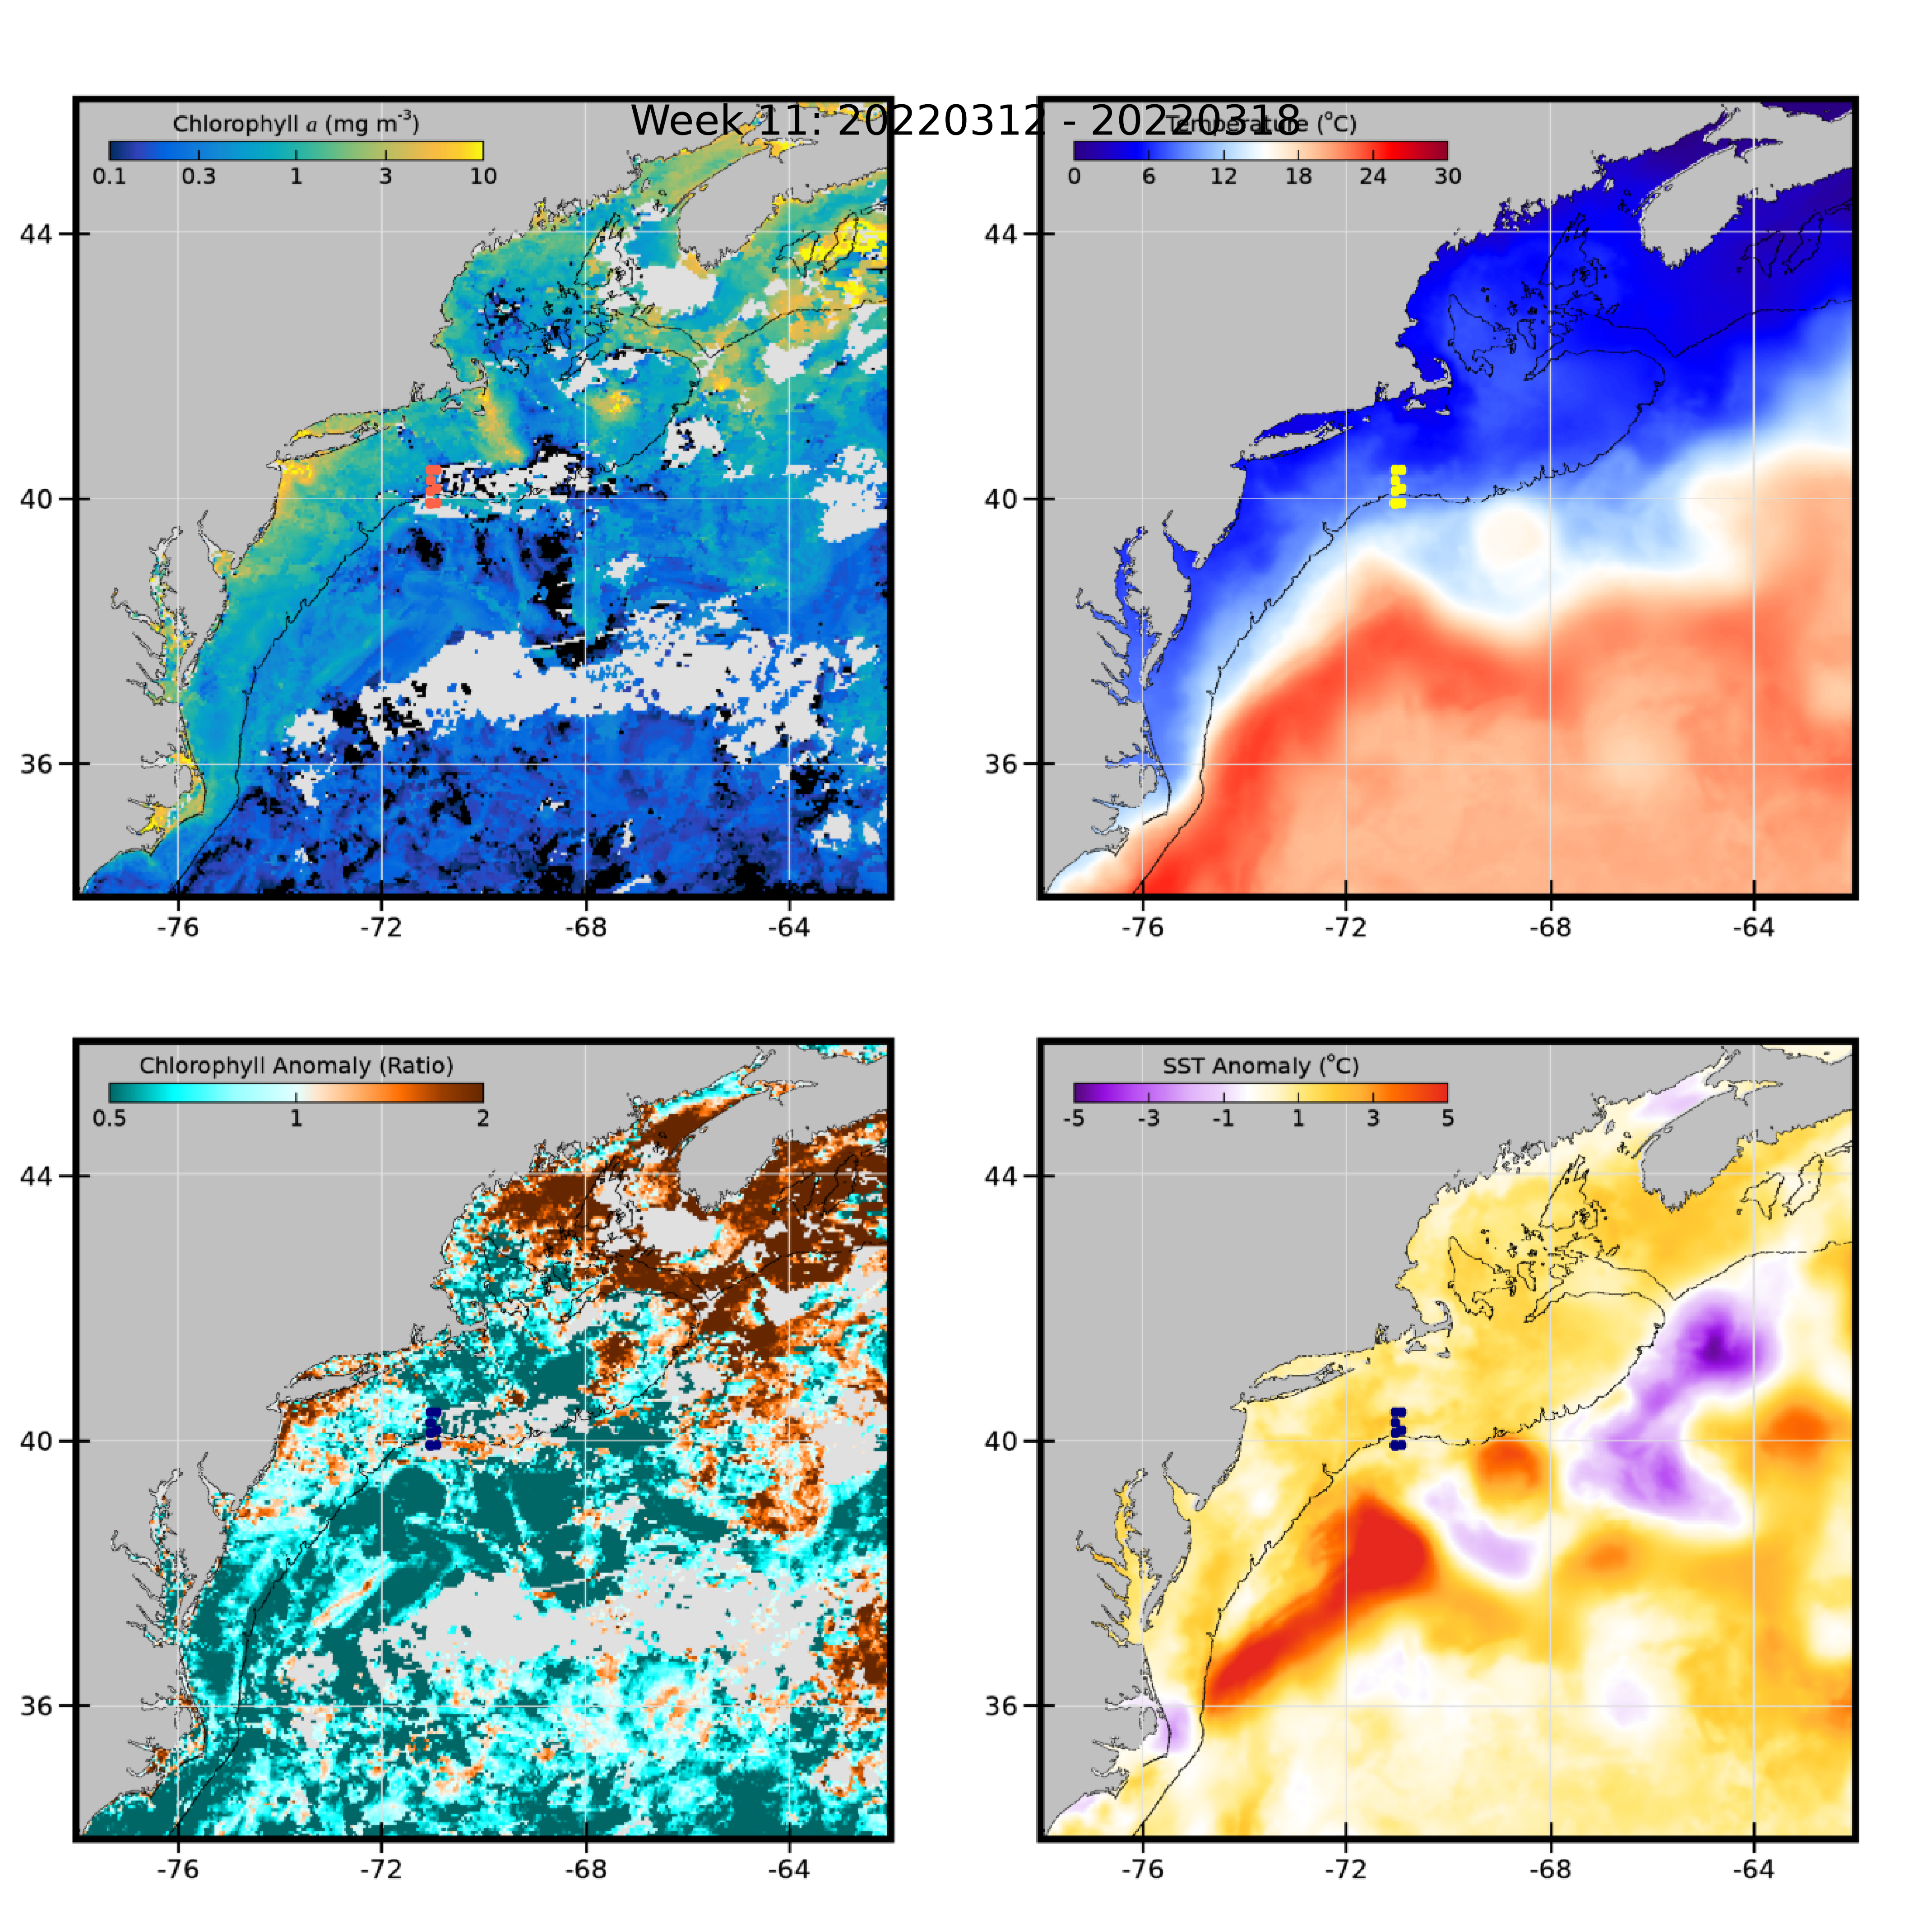 Week 11: 20220312 - 20220318
Chlorophyll a (mg m-3)
0.1 0.3 1 3 10
44
40
36
-76 -72 -68 -64
Temperature (°C)
0 6 12 18 24 30
44
40
36
-76 -72 -68 -64
Chlorophyll Anomaly (Ratio)
0.5 1 2
44
40
36
-76 -72 -68 -64
SST Anomaly (°C)
-5 -3 -1 1 3 5
44
40
36
-76 -72 -68 -64